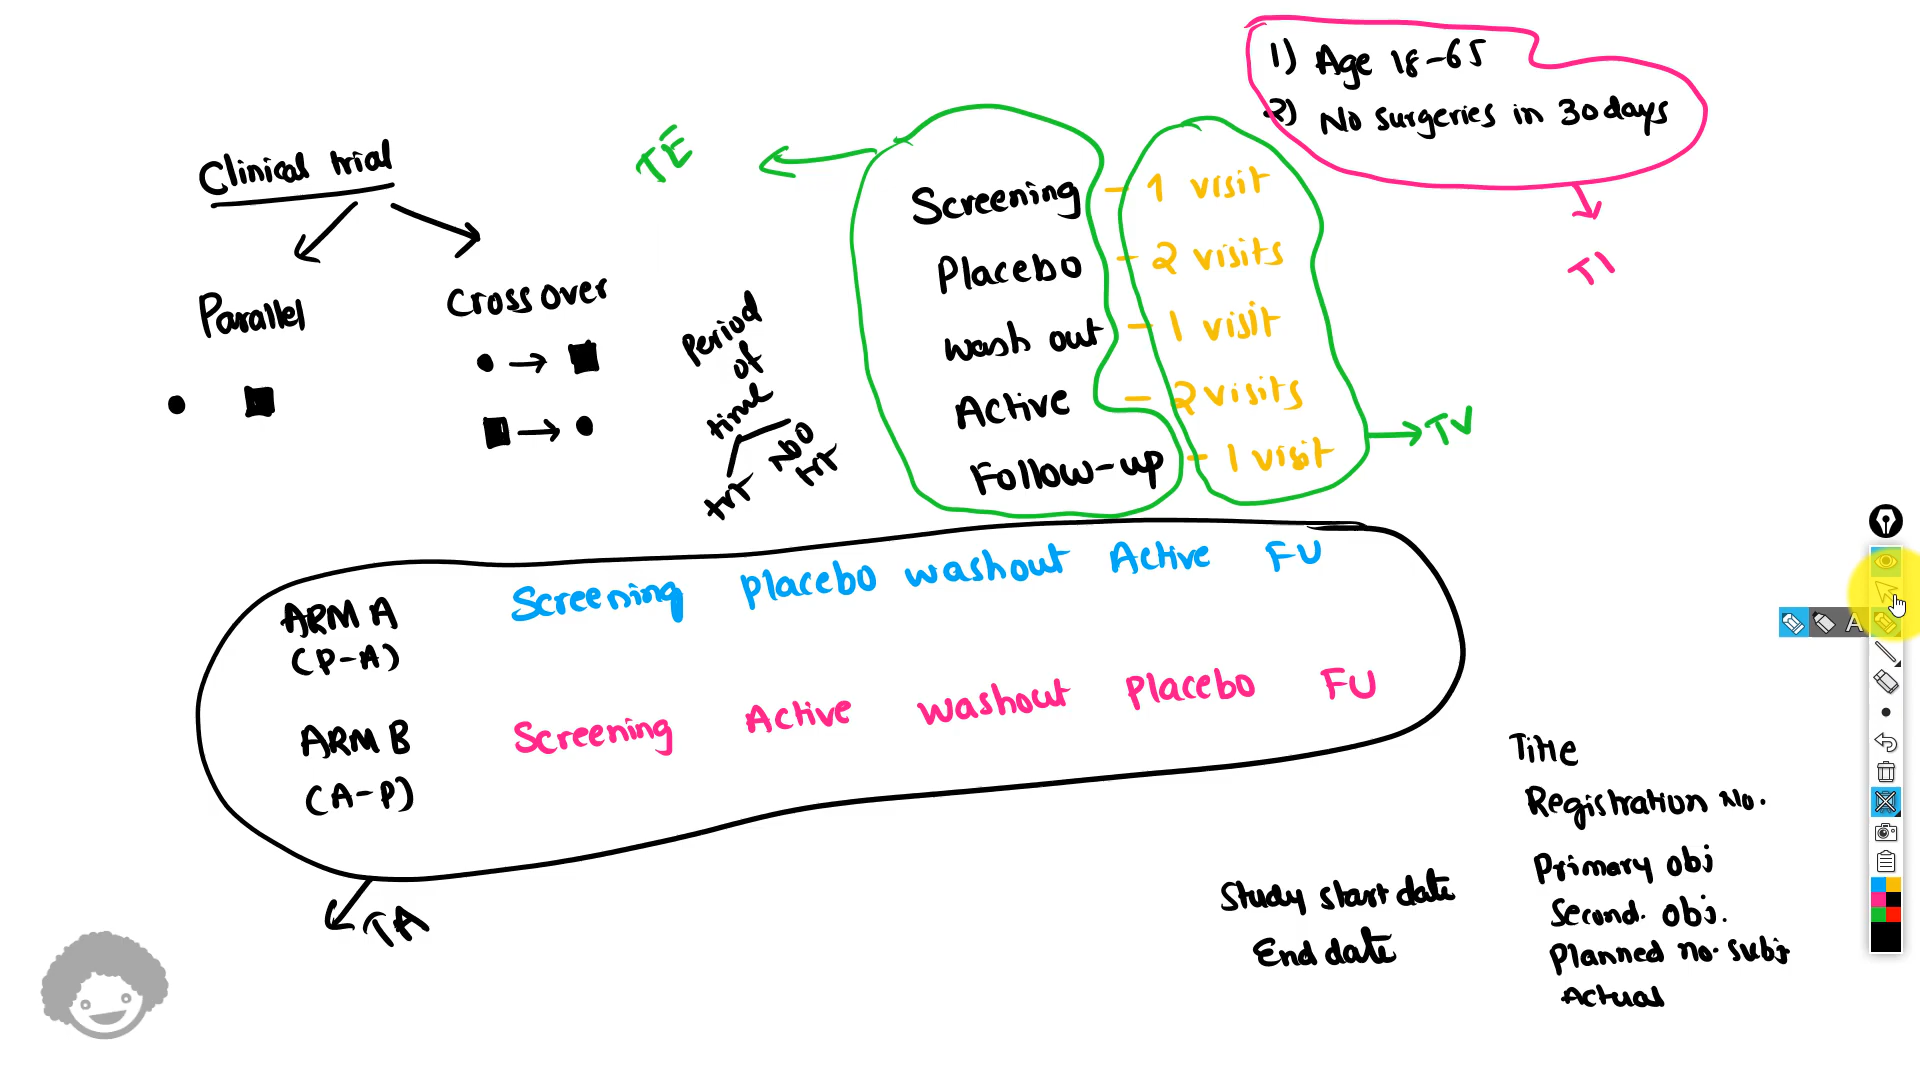 Clinical trial
Parallel
Crossover
TE
Period
of
time
trt
No
trt
Screening - 1 visit
Placebo - 2 visits
wash out - 1 visit
Active - 2 visits
Follow-up - 1 visit
TV
1) Age 18-65
2) No surgeries in 30 days
TI
ARM A
(P-A)
Screening Placebo washout Active FU
ARM B
(A-P)
Screening Active washout Placebo FU
TA
Study start date
End date
Title
Registration No.
Primary obj
Second. obj.
Planned no. subj
Actual
A